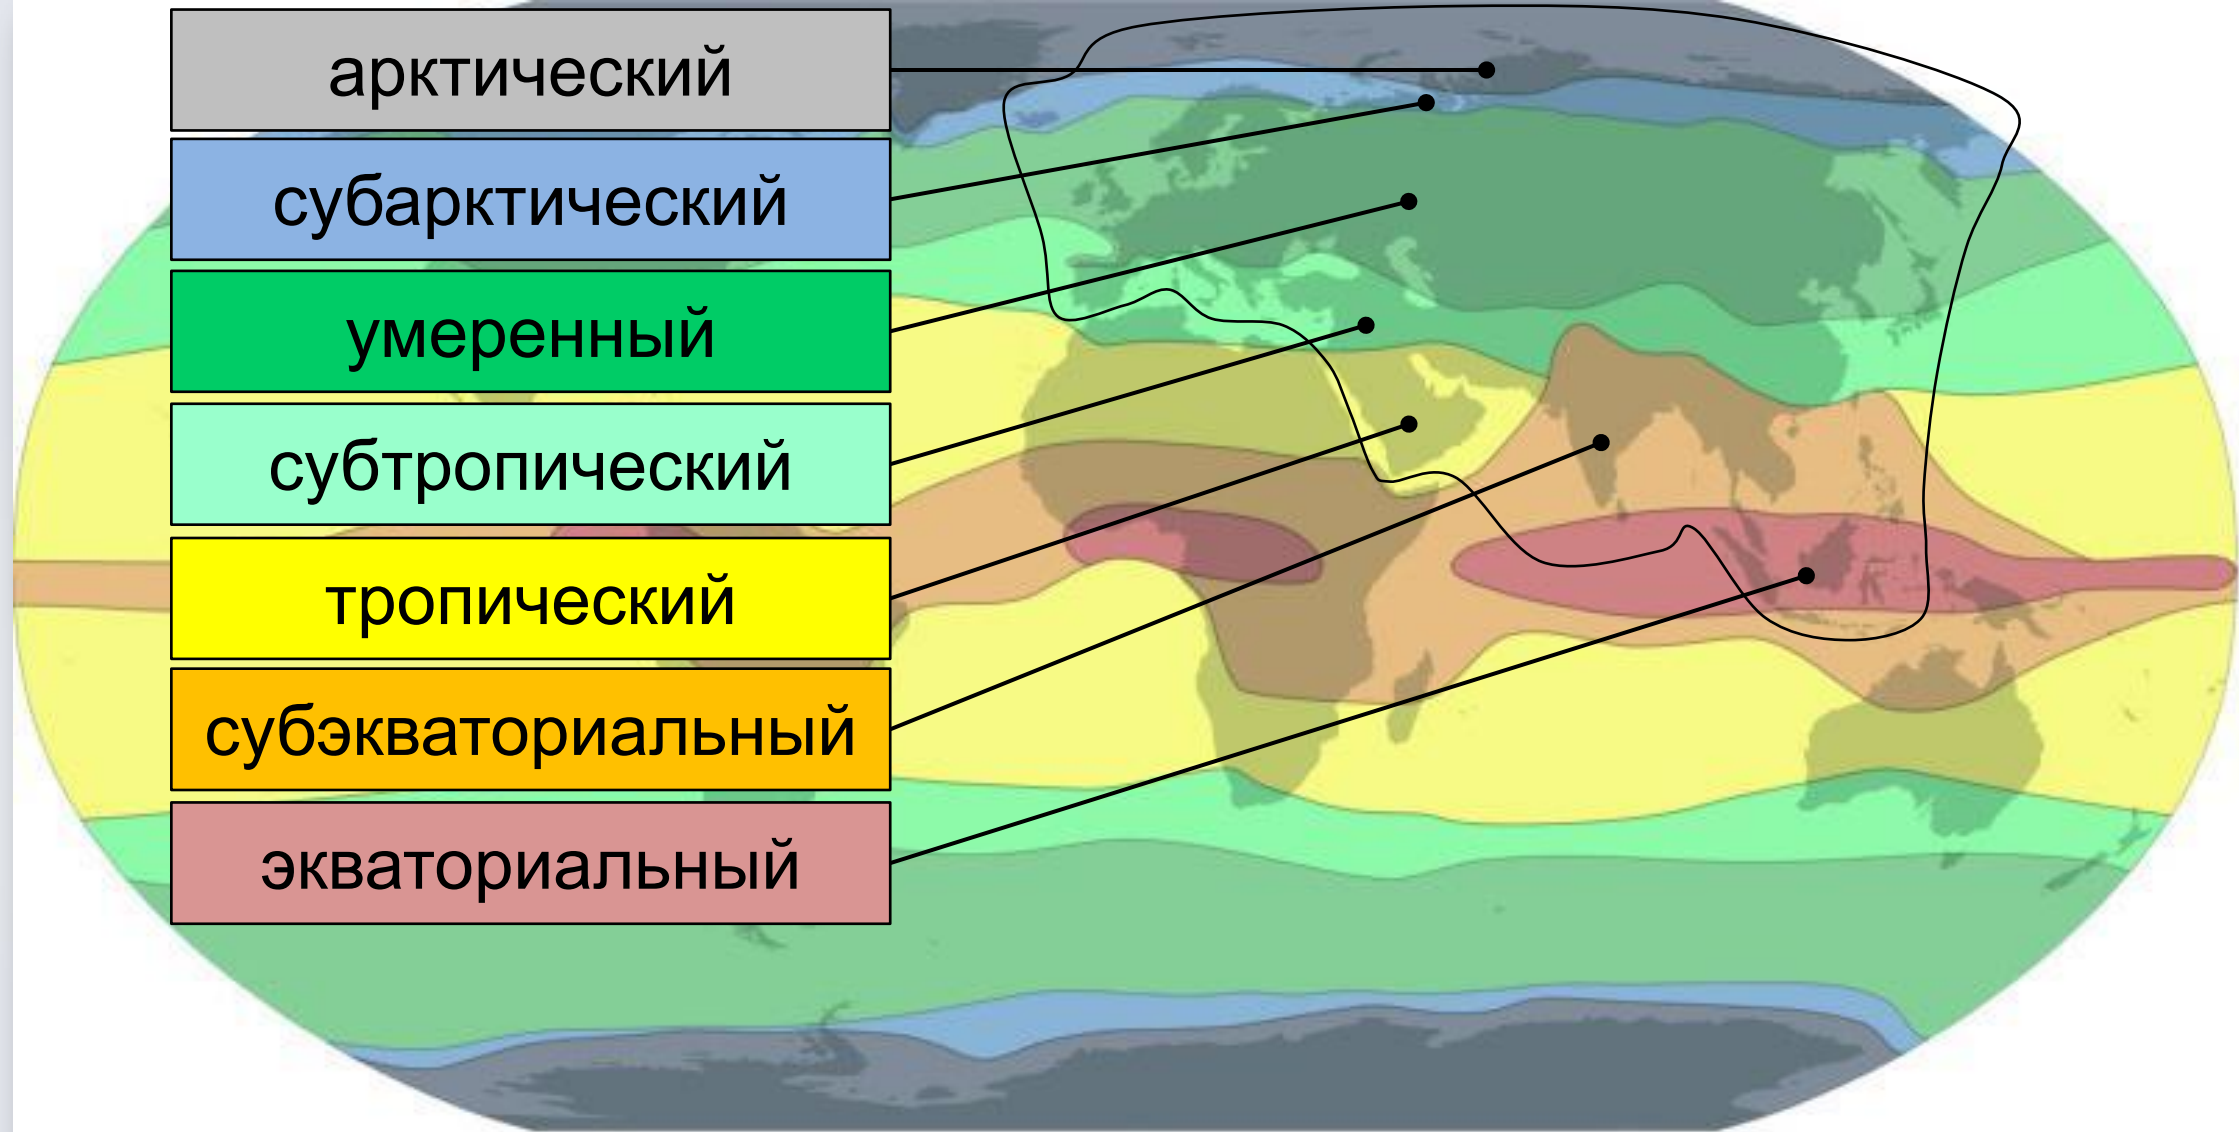 арктический
субарктический
умеренный
субтропический
тропический
субэкваториальный
экваториальный